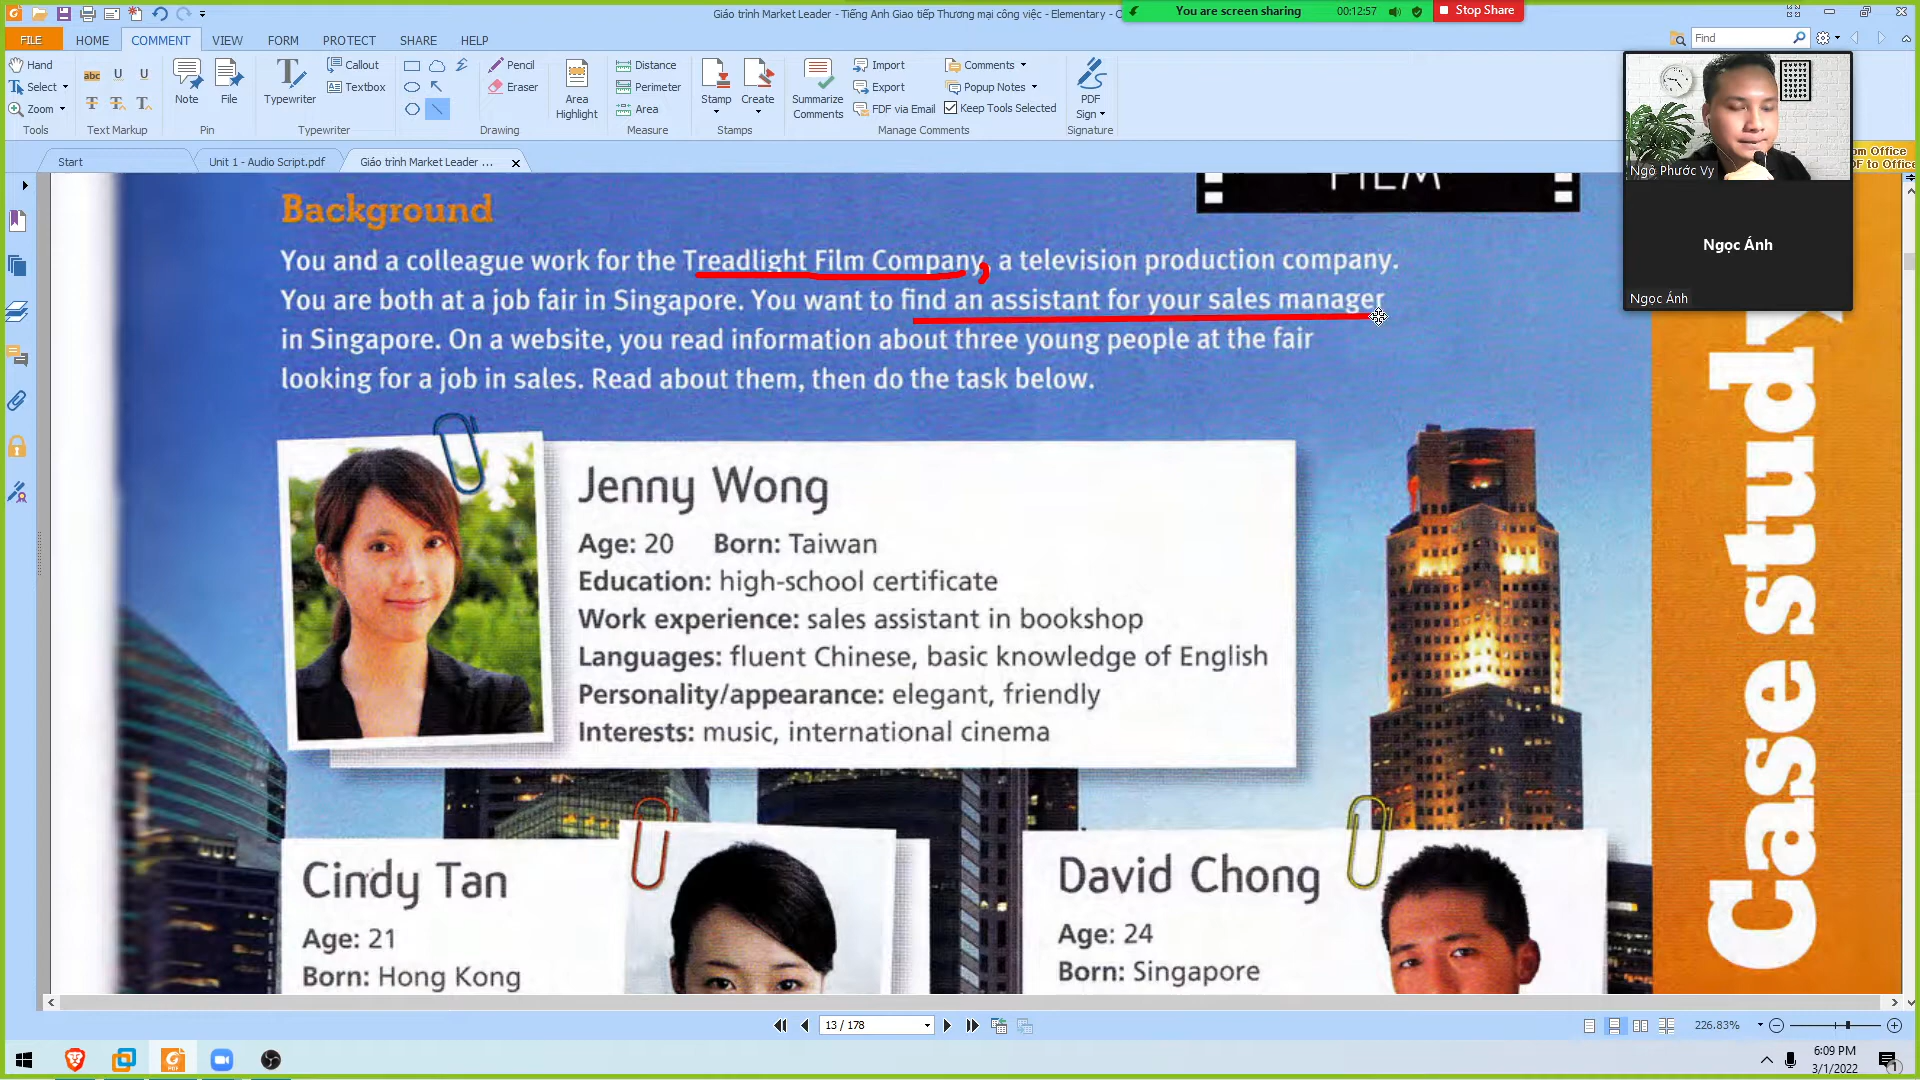 Giáo trình Market Leader - Tiếng Anh Giao tiếp Thương mại công việc - Elementary - C
You are screen sharing
00:12:57
Stop Share
FILE HOME COMMENT VIEW FORM PROTECT SHARE HELP
Find
Hand
Select
Zoom
Tools
abc U U
T T T
Text Markup
Note
File
Pin
Typewriter
Callout
Textbox
Typewriter
Pencil
Eraser
Drawing
Area
Highlight
Distance
Perimeter
Area
Measure
Stamp
Create
Stamps
Summarize
Comments
Import
Export
FDF via Email
Comments
Popup Notes
Keep Tools Selected
Manage Comments
PDF
Sign
Signature
Start
Unit 1 - Audio Script.pdf
Giáo trình Market Leader ...
om Office
DF to Office
Ngô Phước Vy
Ngọc Ánh
Ngọc Ánh
FILM
Background
You and a colleague work for the Treadlight Film Company, a television production company.
You are both at a job fair in Singapore. You want to find an assistant for your sales manager
in Singapore. On a website, you read information about three young people at the fair
looking for a job in sales. Read about them, then do the task below.
Jenny Wong
Age: 20 Born: Taiwan
Education: high-school certificate
Work experience: sales assistant in bookshop
Languages: fluent Chinese, basic knowledge of English
Personality/appearance: elegant, friendly
Interests: music, international cinema
Cindy Tan
Age: 21
Born: Hong Kong
David Chong
Age: 24
Born: Singapore
Case study
13 / 178
226.83%
6:09 PM
3/1/2022
1